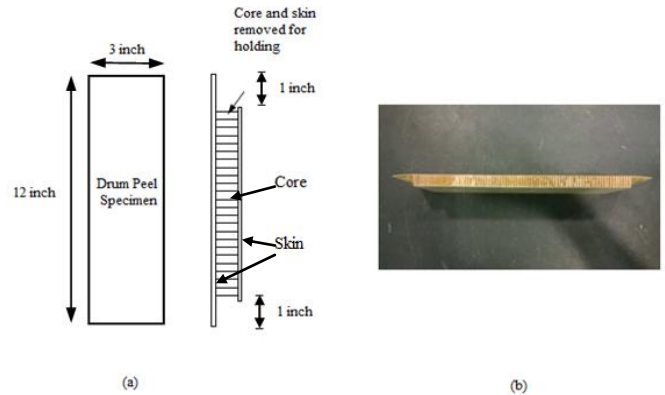 Core and skin
removed for
holding
3 inch
1 inch
12 inch
Drum Peel
Specimen
Core
Skin
1 inch
(a)
(b)